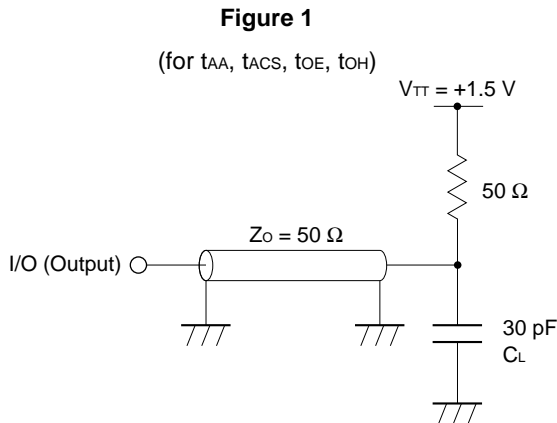 Figure 1
(for tAA, tACS, tOE, tOH)
VTT = +1.5 V
50 Ω
ZO = 50 Ω
I/O (Output)
30 pF
CL